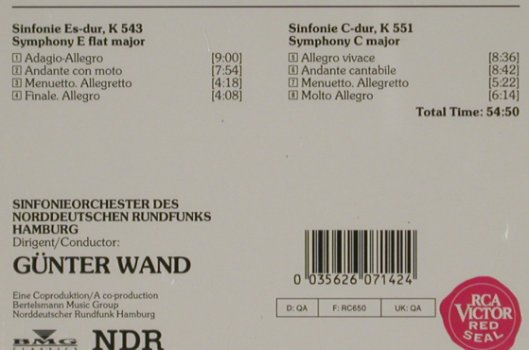 Sinfonie Es-dur, K 543
Symphony E flat major
1 Adagio-Allegro [9:00]
2 Andante con moto [7:54]
3 Menuetto. Allegretto [4:18]
4 Finale. Allegro [4:08]
Sinfonie C-dur, K 551
Symphony C major
5 Allegro vivace [8:36]
6 Andante cantabile [8:42]
7 Menuetto. Allegretto [5:22]
8 Molto Allegro [6:14]
Total Time: 54:50
SINFONIEORCHESTER DES
NORDDEUTSCHEN RUNDFUNKS
HAMBURG
Dirigent/Conductor:
GÜNTER WAND
Eine Coproduktion/A co-production
Bertelsmann Music Group
Norddeutscher Rundfunk Hamburg
BMG
CLASSICS
NDR
0 035626 071424
D: QA F: RC650 UK: QA
RCA
VICTOR
RED
SEAL